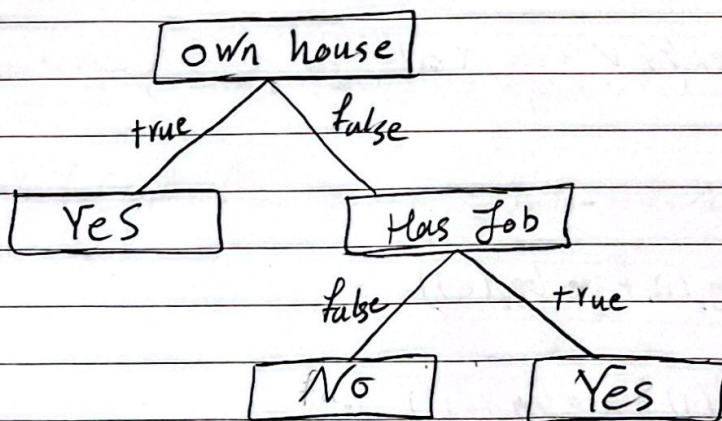 own house
true false
Yes Has Job
false true
No Yes